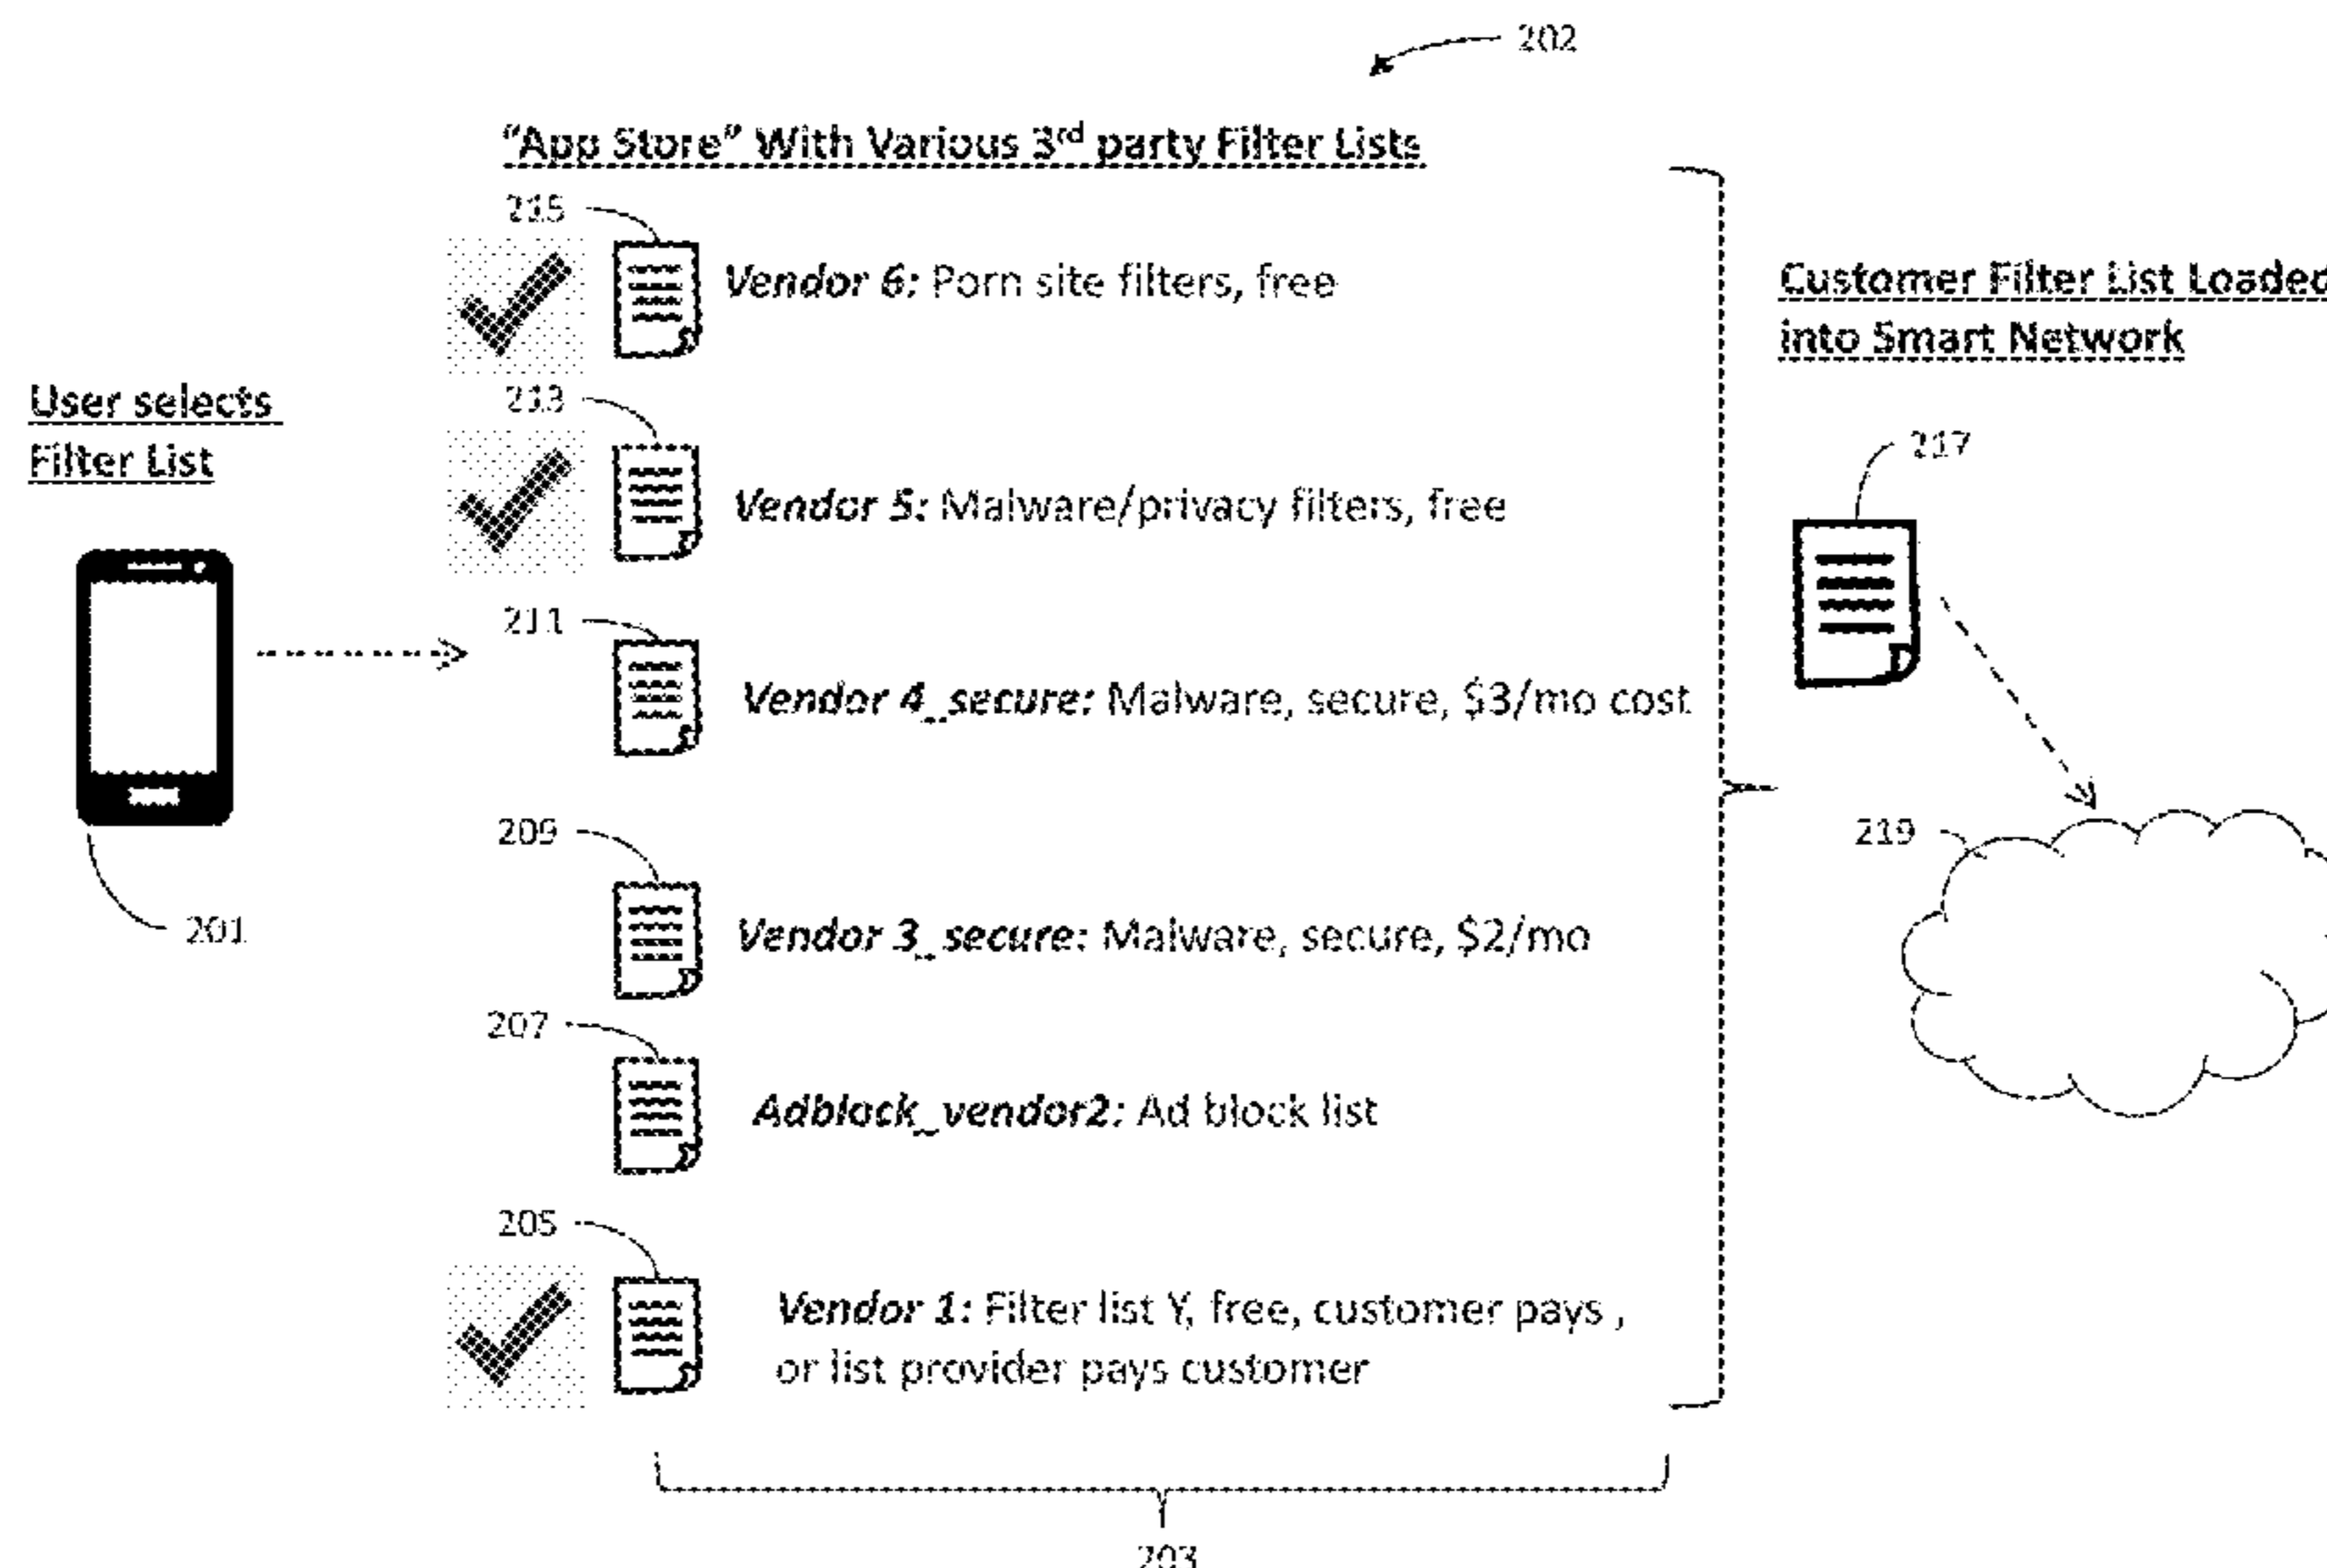 202
"App Store" With Various 3rd party Filter Lists
215
Vendor 6: Porn site filters, free
Customer Filter List Loaded
into Smart Network
User selects
Filter List
213
217
Vendor 5: Malware/privacy filters, free
211
Vendor 4_secure: Malware, secure, $3/mo cost
209
219
201
Vendor 3_secure: Malware, secure, $2/mo
207
Adblock_vendor2: Ad block list
205
Vendor 1: Filter list Y, free, customer pays ,
or list provider pays customer
203